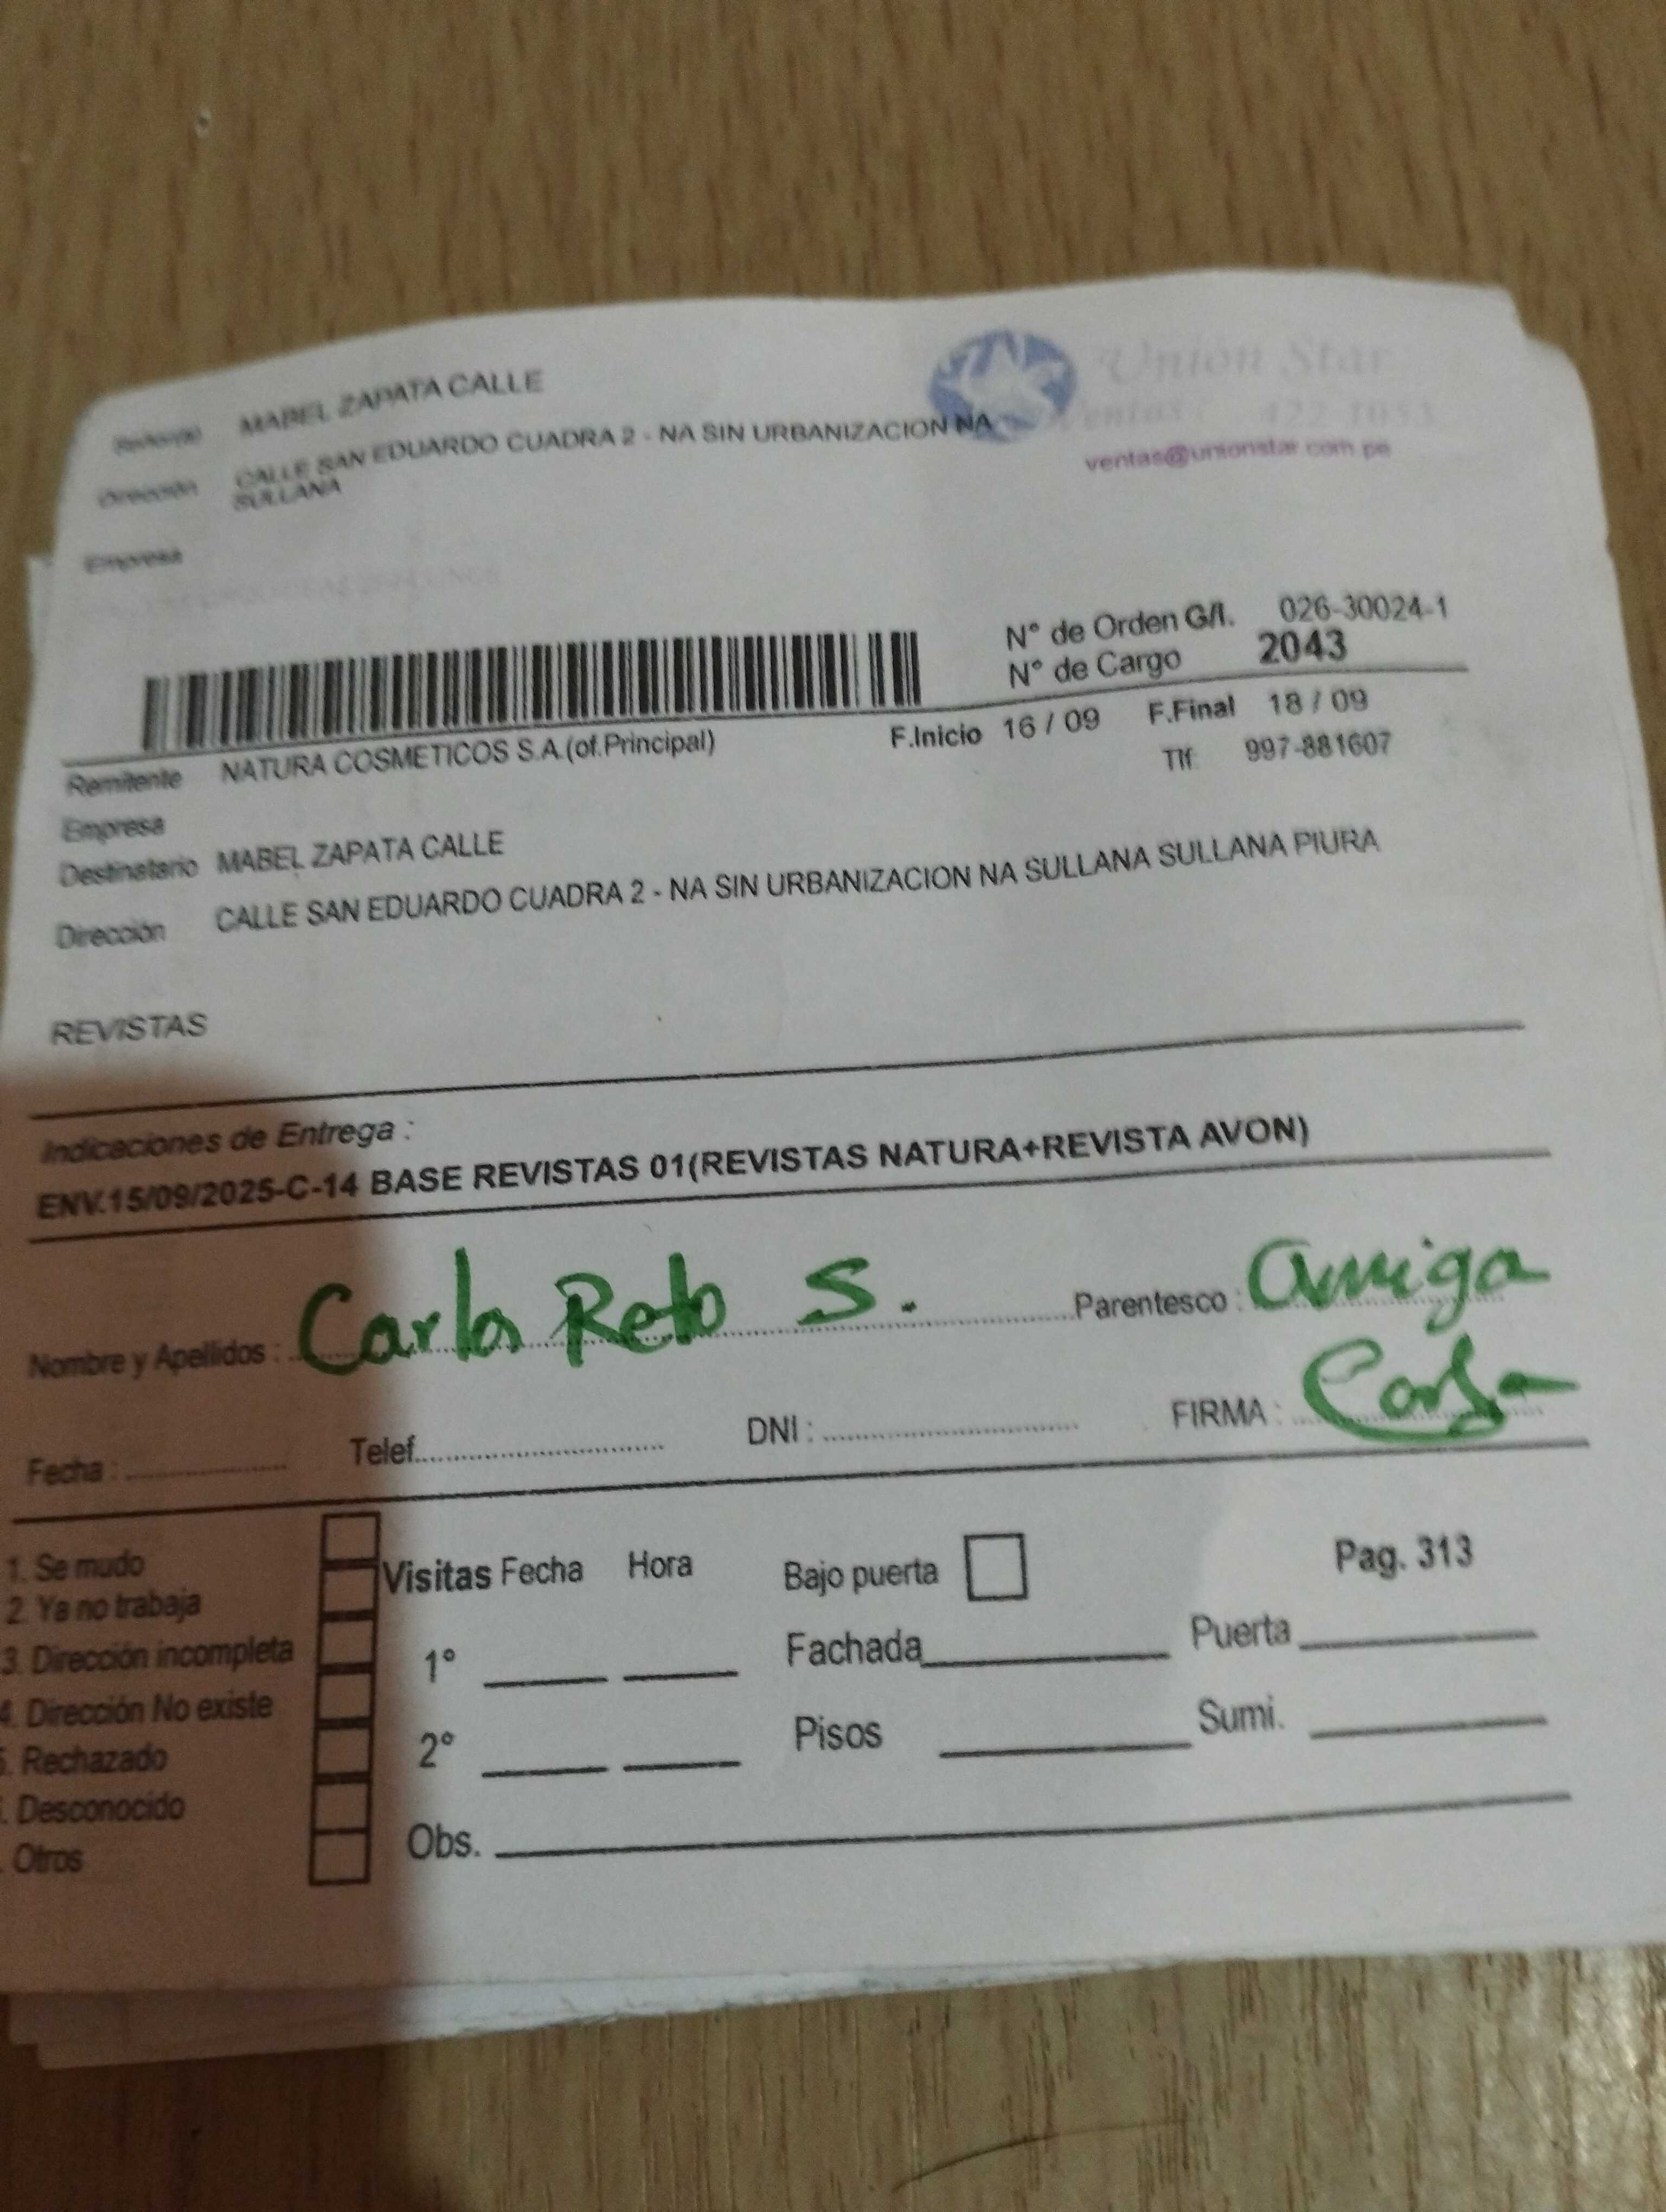 Señor(a) MABEL ZAPATA CALLE
Dirección CALLE SAN EDUARDO CUADRA 2 - NA SIN URBANIZACION NA
SULLANA
Empresa
Union Star
Ventas:
ventas@unionstar.com.pe
N° de Orden G/I. 026-30024-1
N° de Cargo 2043
F.Inicio 16 / 09 F.Final 18 / 09
Remitente NATURA COSMETICOS S.A.(of.Principal) Tlf 997-881607
Empresa
Destinatario MABEL ZAPATA CALLE
Dirección CALLE SAN EDUARDO CUADRA 2 - NA SIN URBANIZACION NA SULLANA SULLANA PIURA
REVISTAS
Indicaciones de Entrega :
ENV.15/09/2025-C-14 BASE REVISTAS 01(REVISTAS NATURA+REVISTA AVON)
Nombre y Apellidos : Carlos Reto S. Parentesco : amiga
Fecha : Telef. DNI : FIRMA :
1. Se mudo
2. Ya no trabaja
3. Dirección incompleta
4. Dirección No existe
5. Rechazado
. Desconocido
. Otros
Visitas Fecha Hora Bajo puerta Pag. 313
1° Fachada Puerta
2° Pisos Sumi.
Obs.